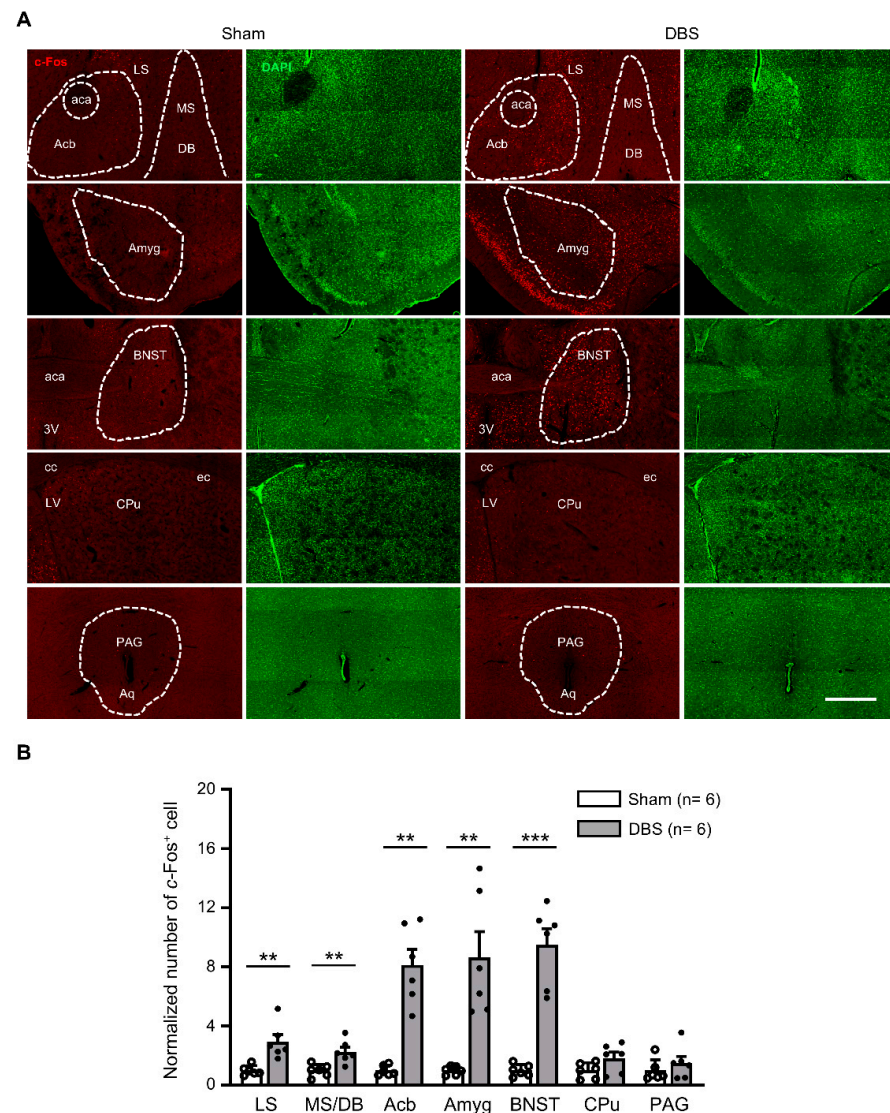 A
Sham
DBS
c-Fos
LS
aca
MS
Acb
DB
DAPI
LS
aca
MS
Acb
DB
Amyg
Amyg
BNST
aca
3V
BNST
aca
3V
cc
ec
LV
CPu
cc
ec
LV
CPu
PAG
Aq
PAG
Aq
B
Normalized number of c-Fos⁺ cell
20
16
12
8
4
0
Sham (n= 6)
DBS (n= 6)
** ** ** ** ***
LS MS/DB Acb Amyg BNST CPu PAG